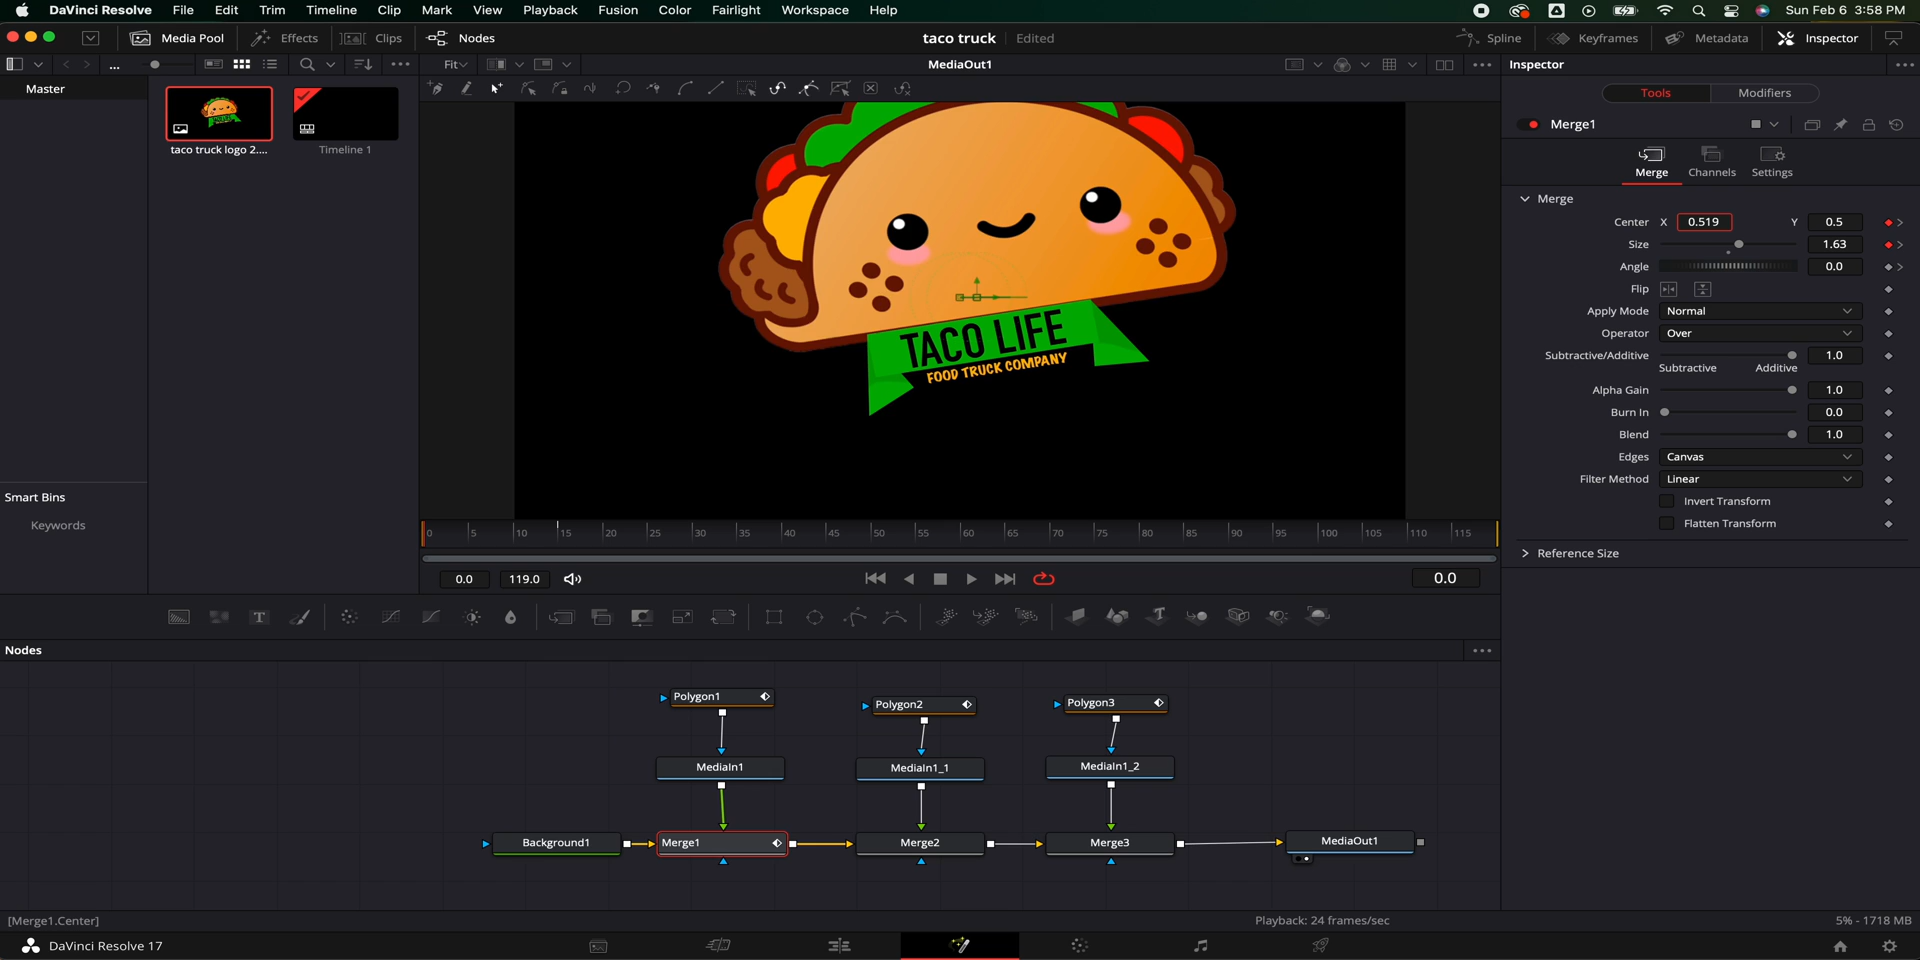 DaVinci Resolve File Edit Trim Timeline Clip Mark View Playback Fusion Color Fairlight Workspace Help Sun Feb 6 3:58 PM
Media Pool Effects Clips Nodes taco truck Edited Spline Keyframes Metadata Inspector
... Fit MediaOut1 Inspector
Master
Tools Modifiers
Merge1
taco truck logo 2.... Timeline 1
Merge Channels Settings
Merge
Center X 0.519 Y 0.5
Size 1.63
Angle 0.0
Flip
Apply Mode Normal
Operator Over
Subtractive/Additive 1.0
Subtractive Additive
Alpha Gain 1.0
Burn In 0.0
Blend 1.0
Edges Canvas
Filter Method Linear
Invert Transform
Flatten Transform
Reference Size
TACO LIFE
FOOD TRUCK COMPANY
Smart Bins
Keywords
0 5 10 15 20 25 30 35 40 45 50 55 60 65 70 75 80 85 90 95 100 105 110 115
0.0 119.0 0.0
Nodes
Polygon1 Polygon2 Polygon3
MediaIn1 MediaIn1_1 MediaIn1_2
Background1 Merge1 Merge2 Merge3 MediaOut1
[Merge1.Center] Playback: 24 frames/sec 5% - 1718 MB
DaVinci Resolve 17